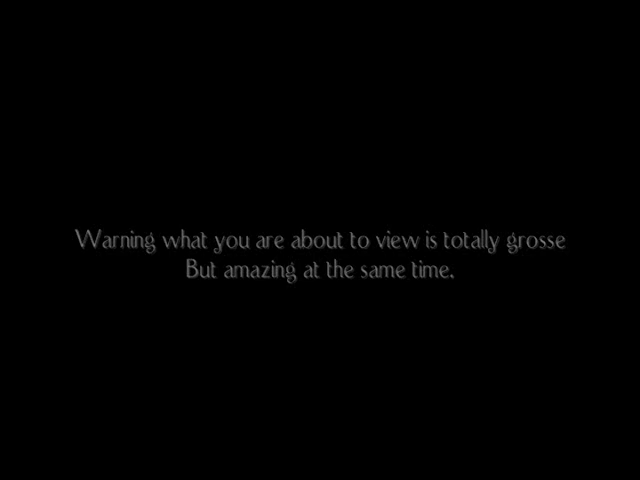 Warning what you are about to view is totally grosse
But amazing at the same time.